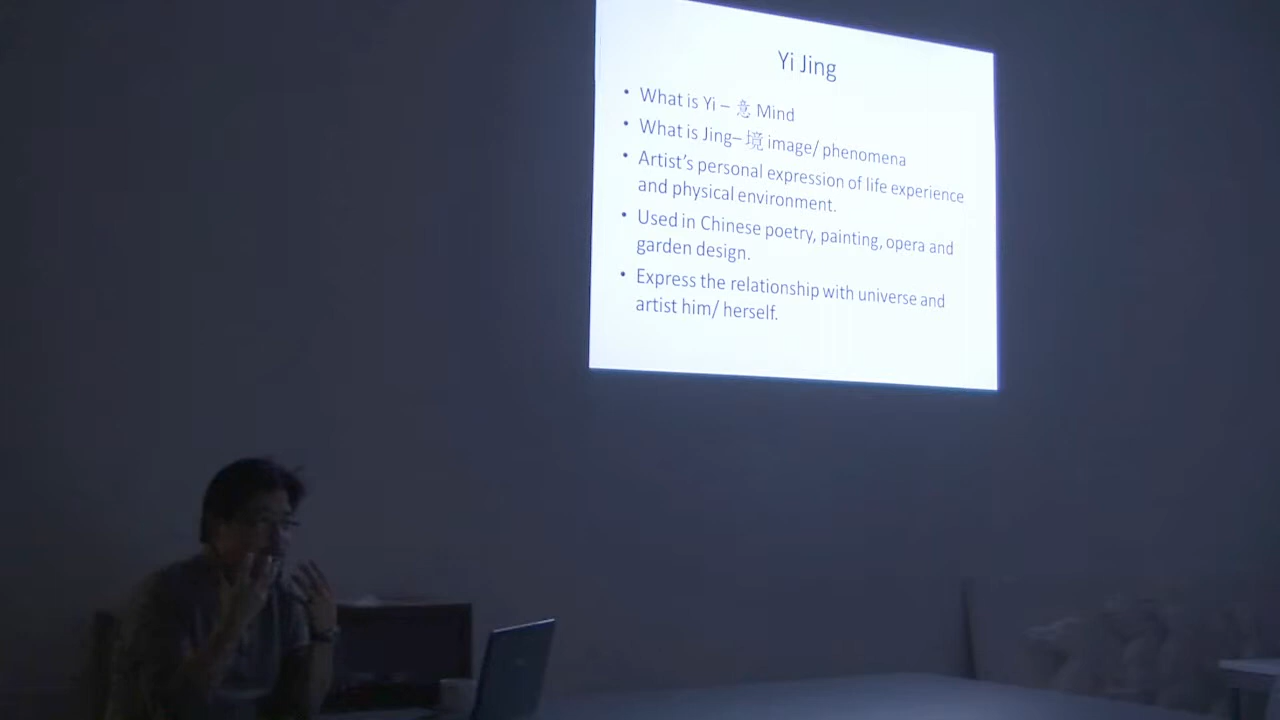 Yi Jing
• What is Yi – 意 Mind
• What is Jing– 境 image/ phenomena
• Artist's personal expression of life experience
and physical environment.
• Used in Chinese poetry, painting, opera and
garden design.
• Express the relationship with universe and
artist him/ herself.